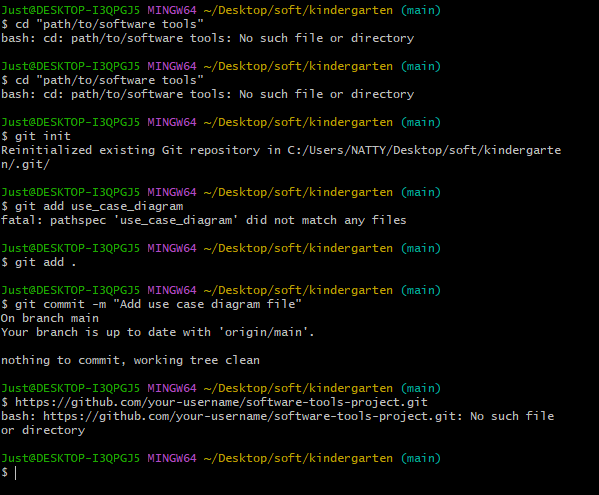 Just@DESKTOP-I3QPGJ5 MINGW64 ~/Desktop/soft/kindergarten (main)
$ cd "path/to/software tools"
bash: cd: path/to/software tools: No such file or directory
Just@DESKTOP-I3QPGJ5 MINGW64 ~/Desktop/soft/kindergarten (main)
$ cd "path/to/software tools"
bash: cd: path/to/software tools: No such file or directory
Just@DESKTOP-I3QPGJ5 MINGW64 ~/Desktop/soft/kindergarten (main)
$ git init
Reinitialized existing Git repository in C:/Users/NATTY/Desktop/soft/kindergarte
n/.git/
Just@DESKTOP-I3QPGJ5 MINGW64 ~/Desktop/soft/kindergarten (main)
$ git add use_case_diagram
fatal: pathspec 'use_case_diagram' did not match any files
Just@DESKTOP-I3QPGJ5 MINGW64 ~/Desktop/soft/kindergarten (main)
$ git add .
Just@DESKTOP-I3QPGJ5 MINGW64 ~/Desktop/soft/kindergarten (main)
$ git commit -m "Add use case diagram file"
On branch main
Your branch is up to date with 'origin/main'.
nothing to commit, working tree clean
Just@DESKTOP-I3QPGJ5 MINGW64 ~/Desktop/soft/kindergarten (main)
$ https://github.com/your-username/software-tools-project.git
bash: https://github.com/your-username/software-tools-project.git: No such file
or directory
Just@DESKTOP-I3QPGJ5 MINGW64 ~/Desktop/soft/kindergarten (main)
$